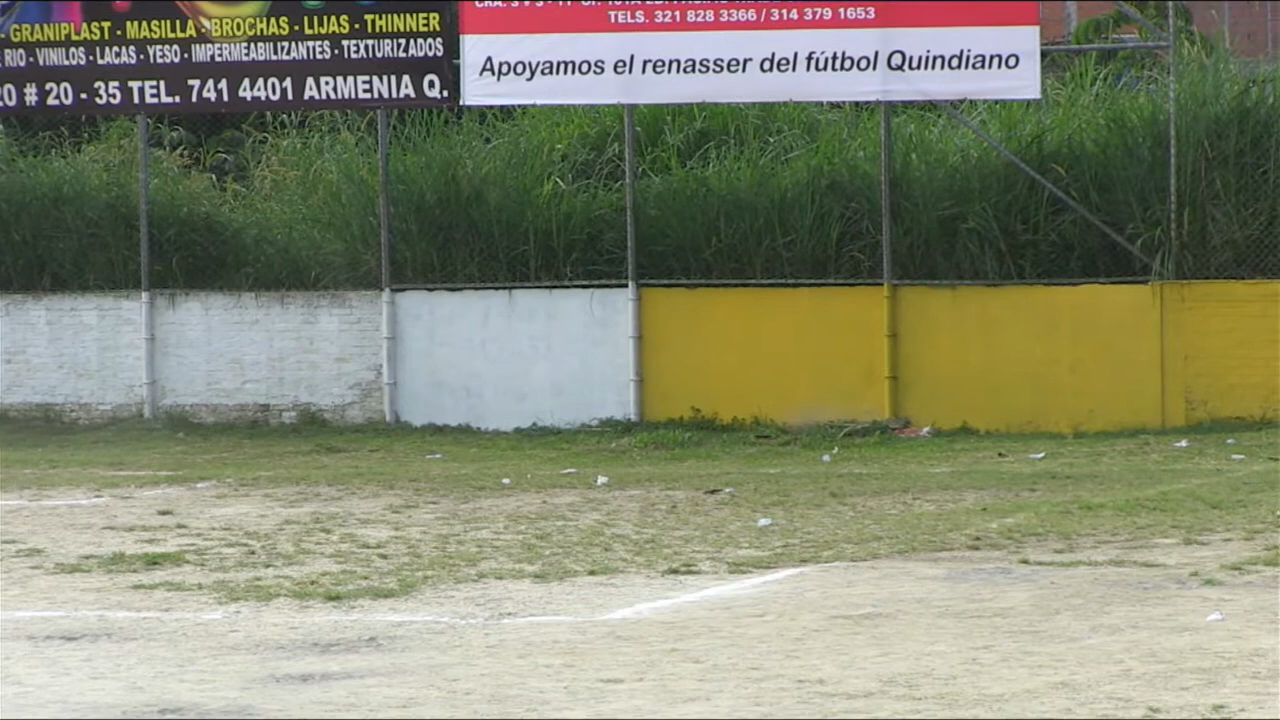 - GRANIPLAST - MASILLA - BROCHAS - LIJAS - THINNER
RIO - VINILOS - LACAS - YESO - IMPERMEABILIZANTES - TEXTURIZADOS
20 # 20 - 35 TEL. 741 4401 ARMENIA Q.
TELS. 321 828 3366 / 314 379 1653
Apoyamos el renasser del fútbol Quindiano